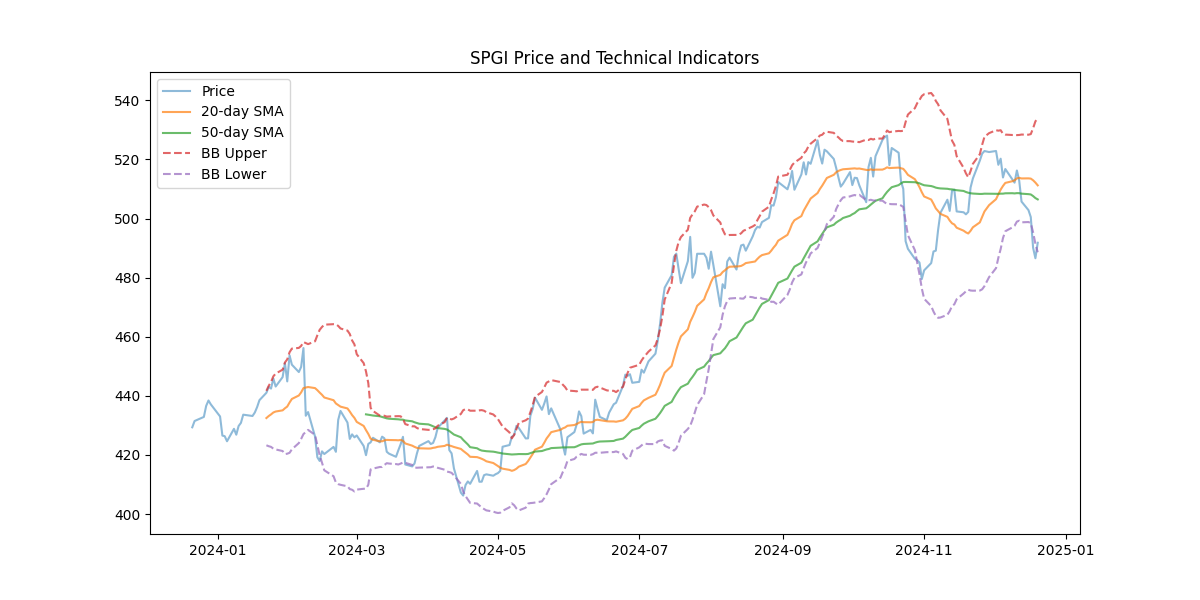 SPGI Price and Technical Indicators
Price
20-day SMA
50-day SMA
BB Upper
BB Lower
540
520
500
480
460
440
420
400
2024-01 2024-03 2024-05 2024-07 2024-09 2024-11 2025-01